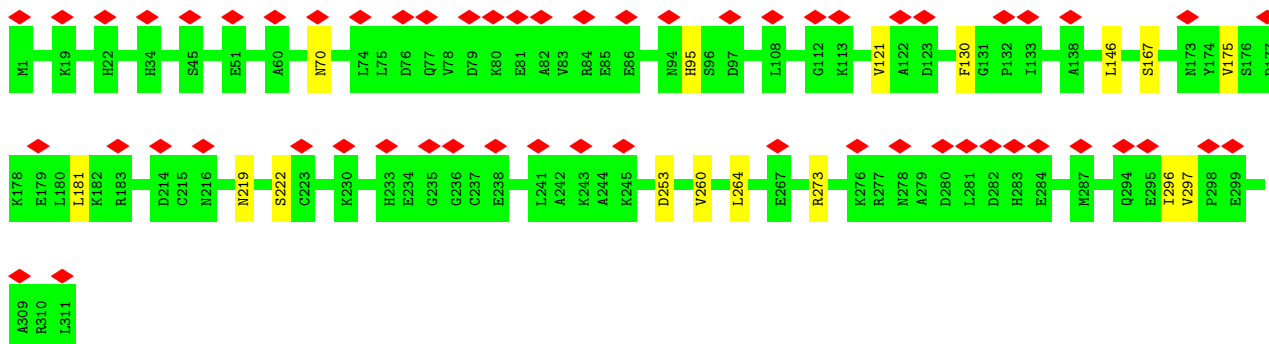 M1 K19 H22 H34 S45 E51 A60 N70 L74 L75 D76 Q77 V78 D79 K80 E81 A82 V83 R84 E85 E86 N94 H95 S96 D97 L108 G112 K113 V121 A122 D123 F130 G131 P132 I133 A138 L146 S167 N173 Y174 V175 S176
K178 E179 L180 L181 K182 R183 D214 C215 N216 N219 S222 C223 K230 H233 E234 G235 G236 C237 E238 L241 A242 K243 A244 K245 D253 V260 L264 E267 R273 K276 R277 N278 A279 D280 L281 D282 H283 E284 M287 Q294 E295 I296 V297 P298 E299
A309 R310 L311